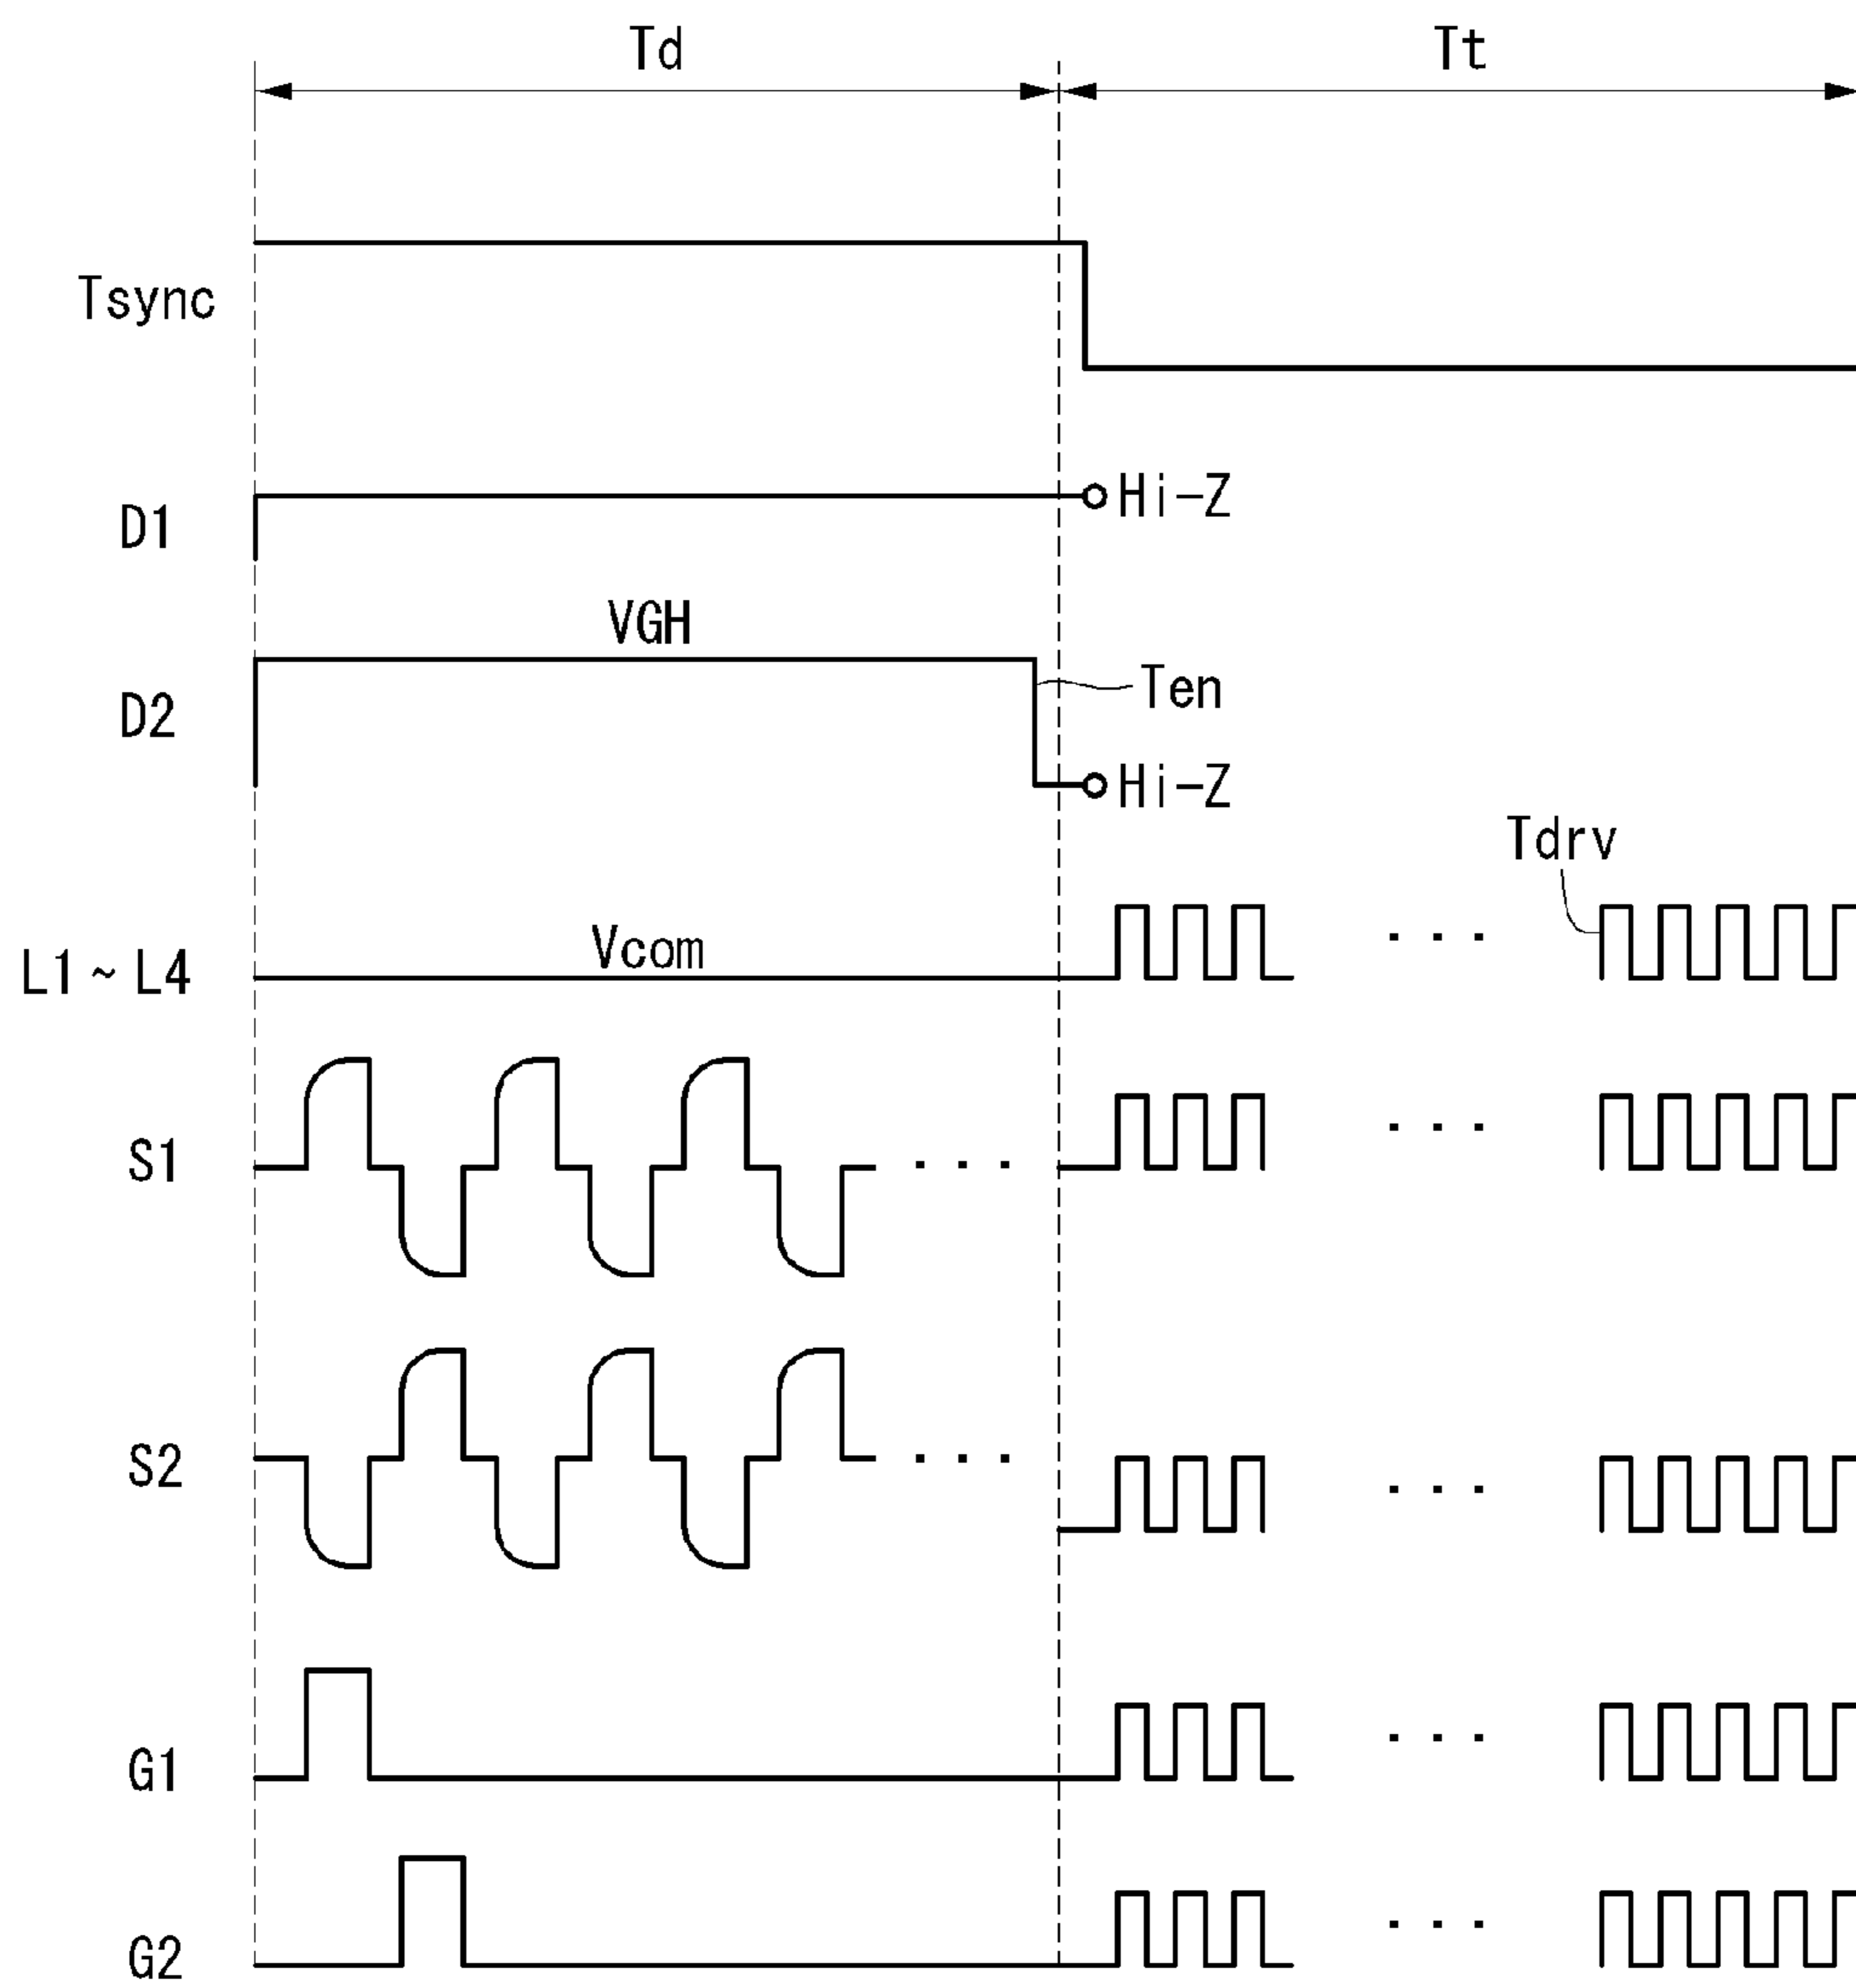 Td Tt
Tsync
D1 Hi-Z
VGH
D2 Ten
Hi-Z
Tdrv
L1 ~ L4 Vcom
S1 . . . . . .
S2 . . . . . .
G1 . . .
G2 . . .